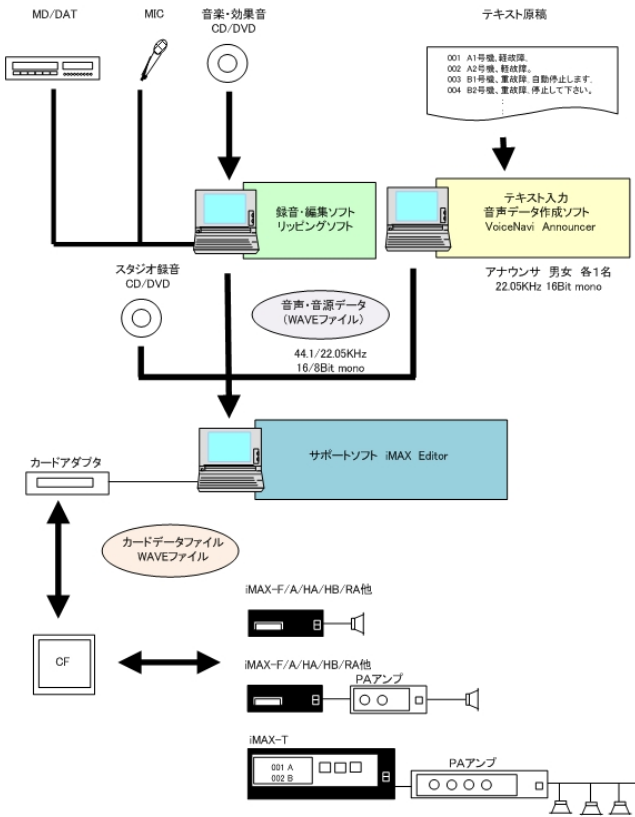 MD/DAT
MIC
音楽・効果音
CD/DVD
テキスト原稿
001 A1号機、軽故障.
002 A2号機、軽故障。
003 B1号機、重故障.自動停止します.
004 B2号機、重故障.停止して下さい。
:
録音・編集ソフト
リッピングソフト
テキスト入力
音声データ作成ソフト
VoiceNavi Announcer
スタジオ録音
CD/DVD
アナウンサ 男女 各1名
22.05KHz 16Bit mono
音声・音源データ
(WAVEファイル)
44.1/22.05KHz
16/8Bit mono
サポートソフト iMAX Editor
カードアダプタ
カードデータファイル
WAVEファイル
iMAX-F/A/HA/HB/RA他
CF
iMAX-F/A/HA/HB/RA他
PAアンプ
iMAX-T
001 A
002 B
PAアンプ